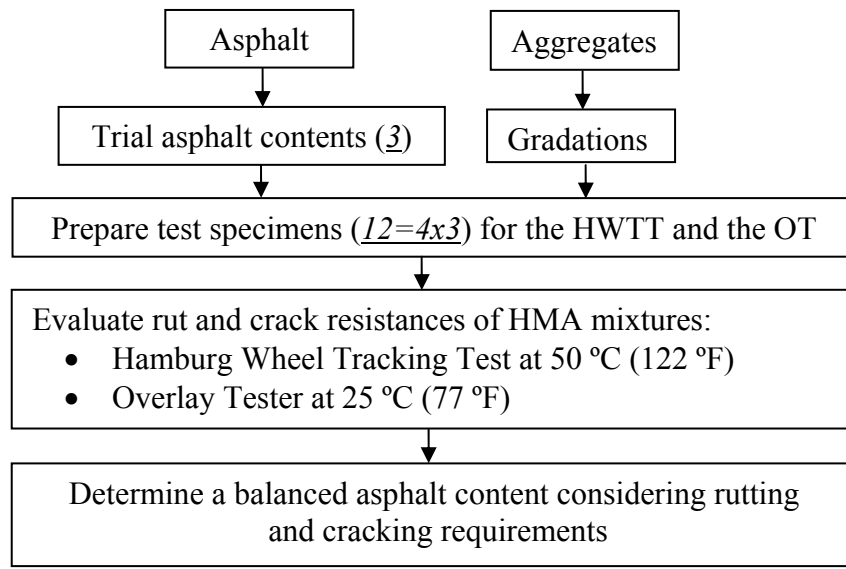 Asphalt
Aggregates
Trial asphalt contents (3)
Gradations
Prepare test specimens (12=4x3) for the HWTT and the OT
Evaluate rut and crack resistances of HMA mixtures:
• Hamburg Wheel Tracking Test at 50 ºC (122 ºF)
• Overlay Tester at 25 ºC (77 ºF)
Determine a balanced asphalt content considering rutting
and cracking requirements